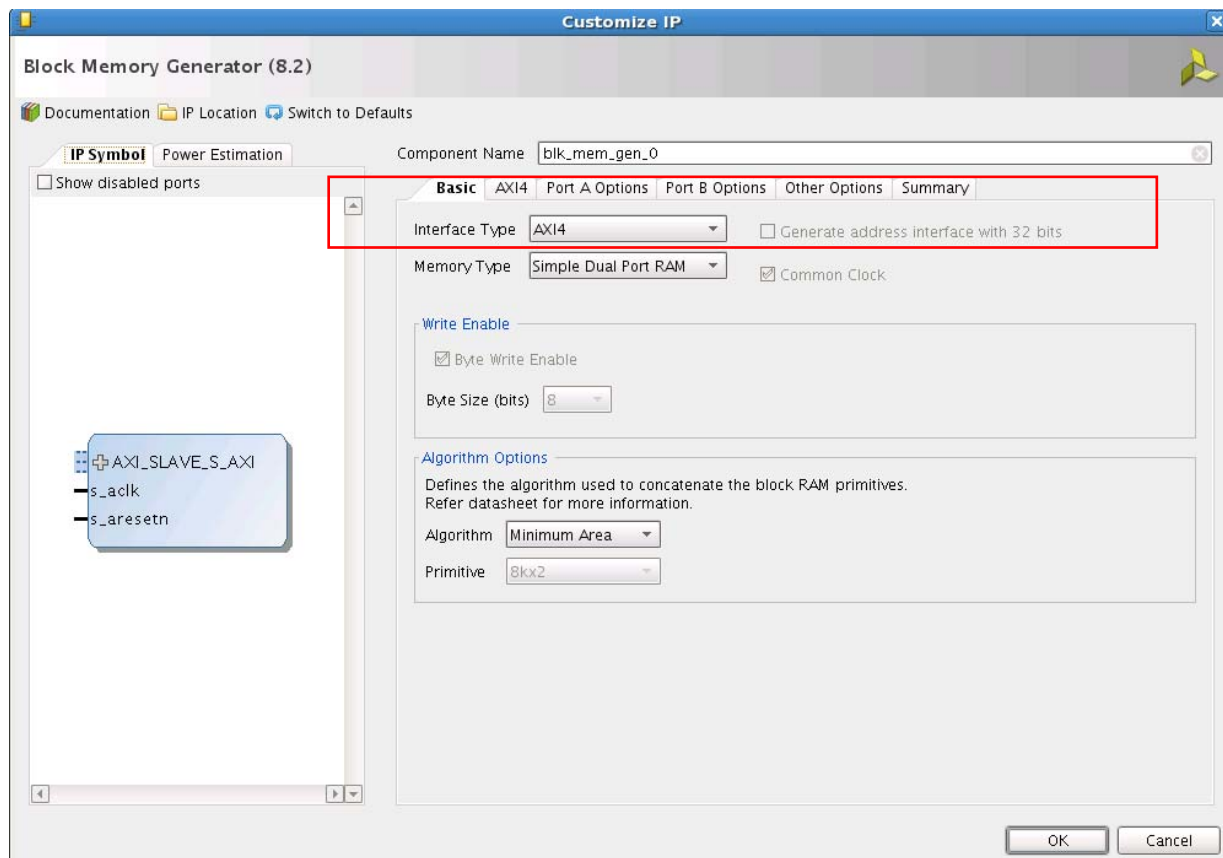 Customize IP
Block Memory Generator (8.2)
Documentation IP Location Switch to Defaults
IP Symbol Power Estimation
Show disabled ports
AXI_SLAVE_S_AXI
s_aclk
s_aresetn
Component Name blk_mem_gen_0
Basic AXI4 Port A Options Port B Options Other Options Summary
Interface Type AXI4 Generate address interface with 32 bits
Memory Type Simple Dual Port RAM Common Clock
Write Enable
Byte Write Enable
Byte Size (bits) 8
Algorithm Options
Defines the algorithm used to concatenate the block RAM primitives.
Refer datasheet for more information.
Algorithm Minimum Area
Primitive 8kx2
OK Cancel